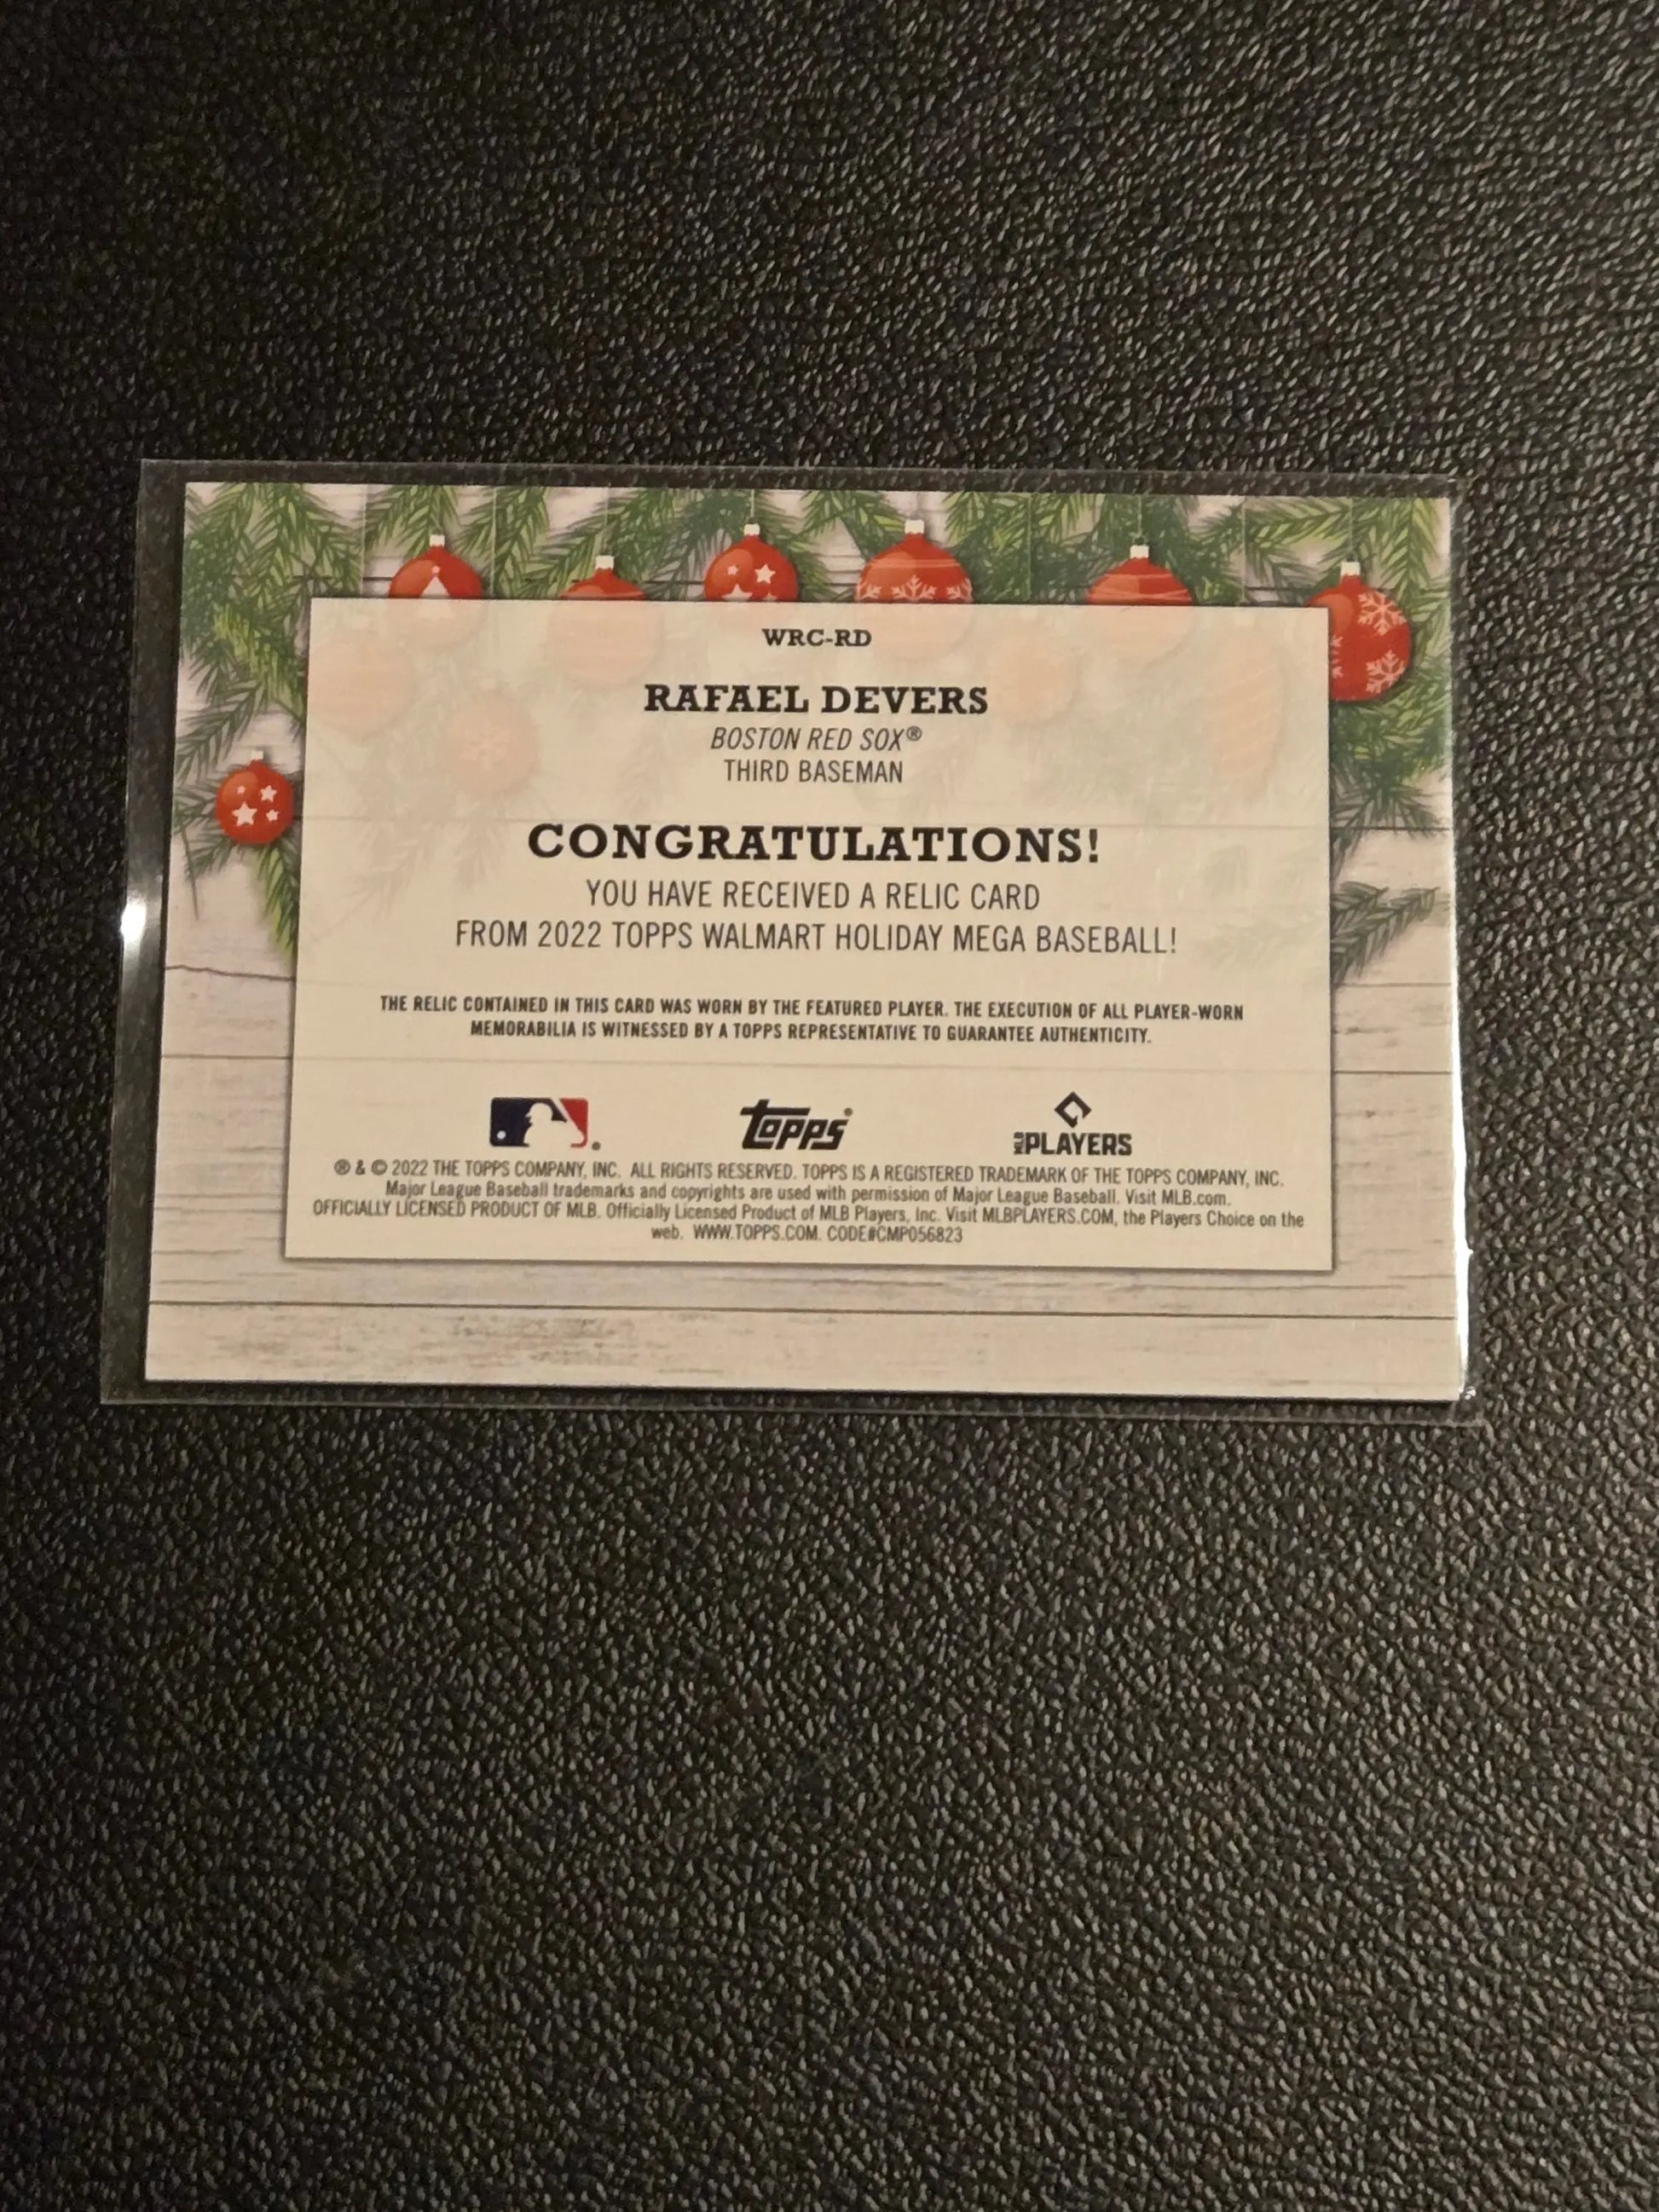 WRC-RD
RAFAEL DEVERS
BOSTON RED SOX®
THIRD BASEMAN
CONGRATULATIONS!
YOU HAVE RECEIVED A RELIC CARD
FROM 2022 TOPPS WALMART HOLIDAY MEGA BASEBALL!
THE RELIC CONTAINED IN THIS CARD WAS WORN BY THE FEATURED PLAYER. THE EXECUTION OF ALL PLAYER-WORN
MEMORABILIA IS WITNESSED BY A TOPPS REPRESENTATIVE TO GUARANTEE AUTHENTICITY.
topps® MLB PLAYERS
® & © 2022 THE TOPPS COMPANY, INC. ALL RIGHTS RESERVED. TOPPS IS A REGISTERED TRADEMARK OF THE TOPPS COMPANY, INC.
Major League Baseball trademarks and copyrights are used with permission of Major League Baseball. Visit MLB.com.
OFFICIALLY LICENSED PRODUCT OF MLB. Officially Licensed Product of MLB Players, Inc. Visit MLBPLAYERS.COM, the Players Choice on the
web. WWW.TOPPS.COM. CODE#CMP056823